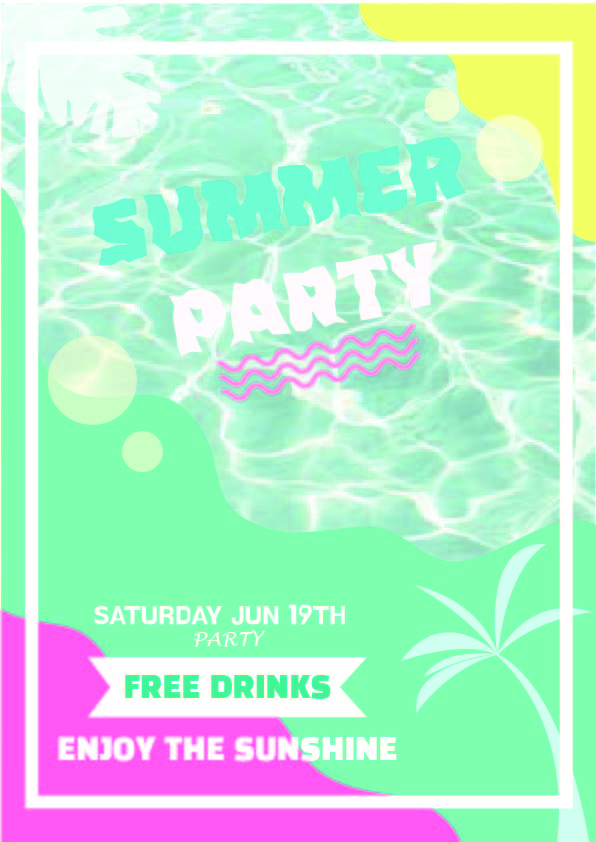 SUMMER
PARTY
SATURDAY JUN 19TH
PARTY
FREE DRINKS
ENJOY THE SUNSHINE